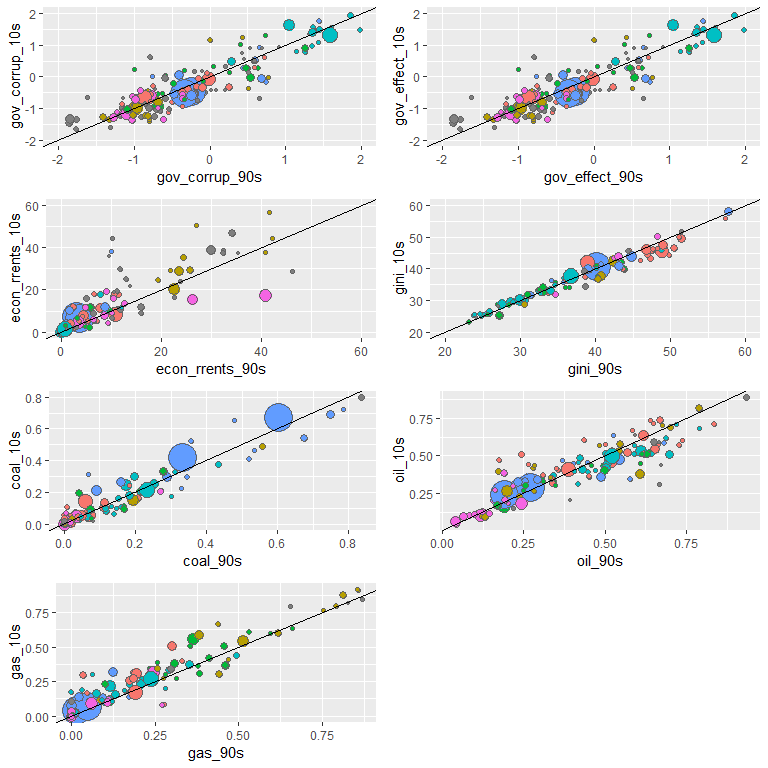 gov_corrup_10s
2
1
0
-1
-2
-2 -1 0 1 2
gov_corrup_90s
gov_effect_10s
2
1
0
-1
-2
-2 -1 0 1 2
gov_effect_90s
econ_rrents_10s
60
40
20
0
0 20 40 60
econ_rrents_90s
gini_10s
60
50
40
30
20
20 30 40 50 60
gini_90s
coal_10s
0.8
0.6
0.4
0.2
0.0
0.0 0.2 0.4 0.6 0.8
coal_90s
oil_10s
0.75
0.50
0.25
0.00 0.25 0.50 0.75
oil_90s
gas_10s
0.75
0.50
0.25
0.00
0.00 0.25 0.50 0.75
gas_90s